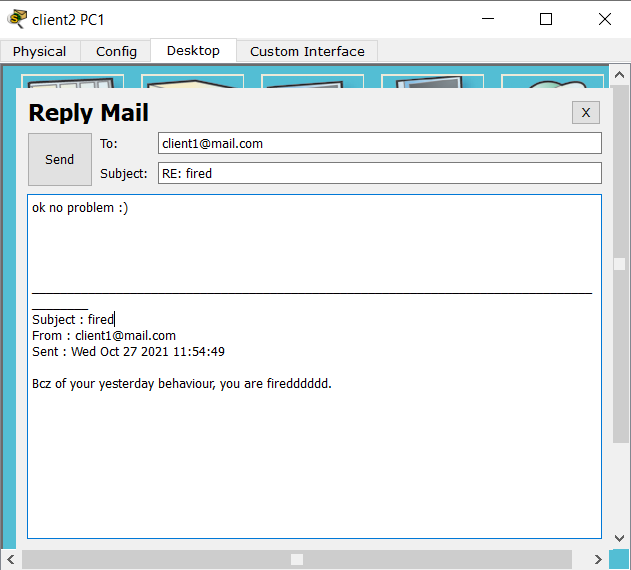 client2 PC1
Physical Config Desktop Custom Interface
Reply Mail X
Send
To: client1@mail.com
Subject: RE: fired
ok no problem :)
Subject : fired
From : client1@mail.com
Sent : Wed Oct 27 2021 11:54:49
Bcz of your yesterday behaviour, you are firedddddd.